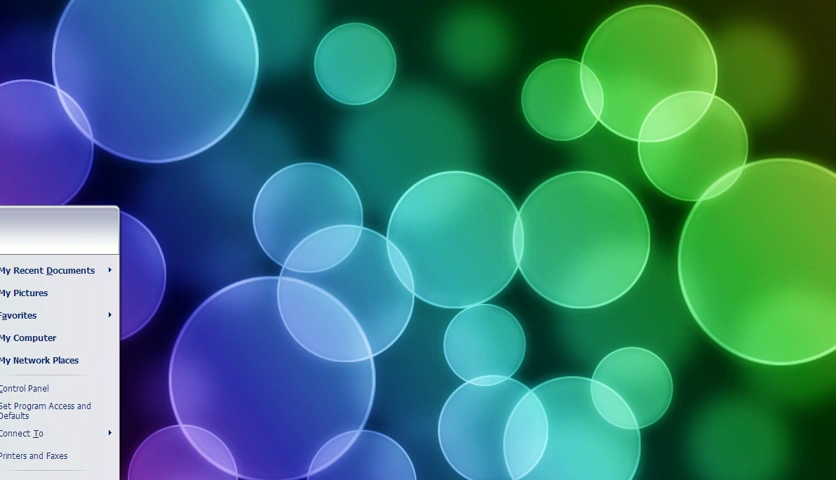 My Recent Documents
My Pictures
Favorites
My Computer
My Network Places
Control Panel
Set Program Access and
Defaults
Connect To
Printers and Faxes